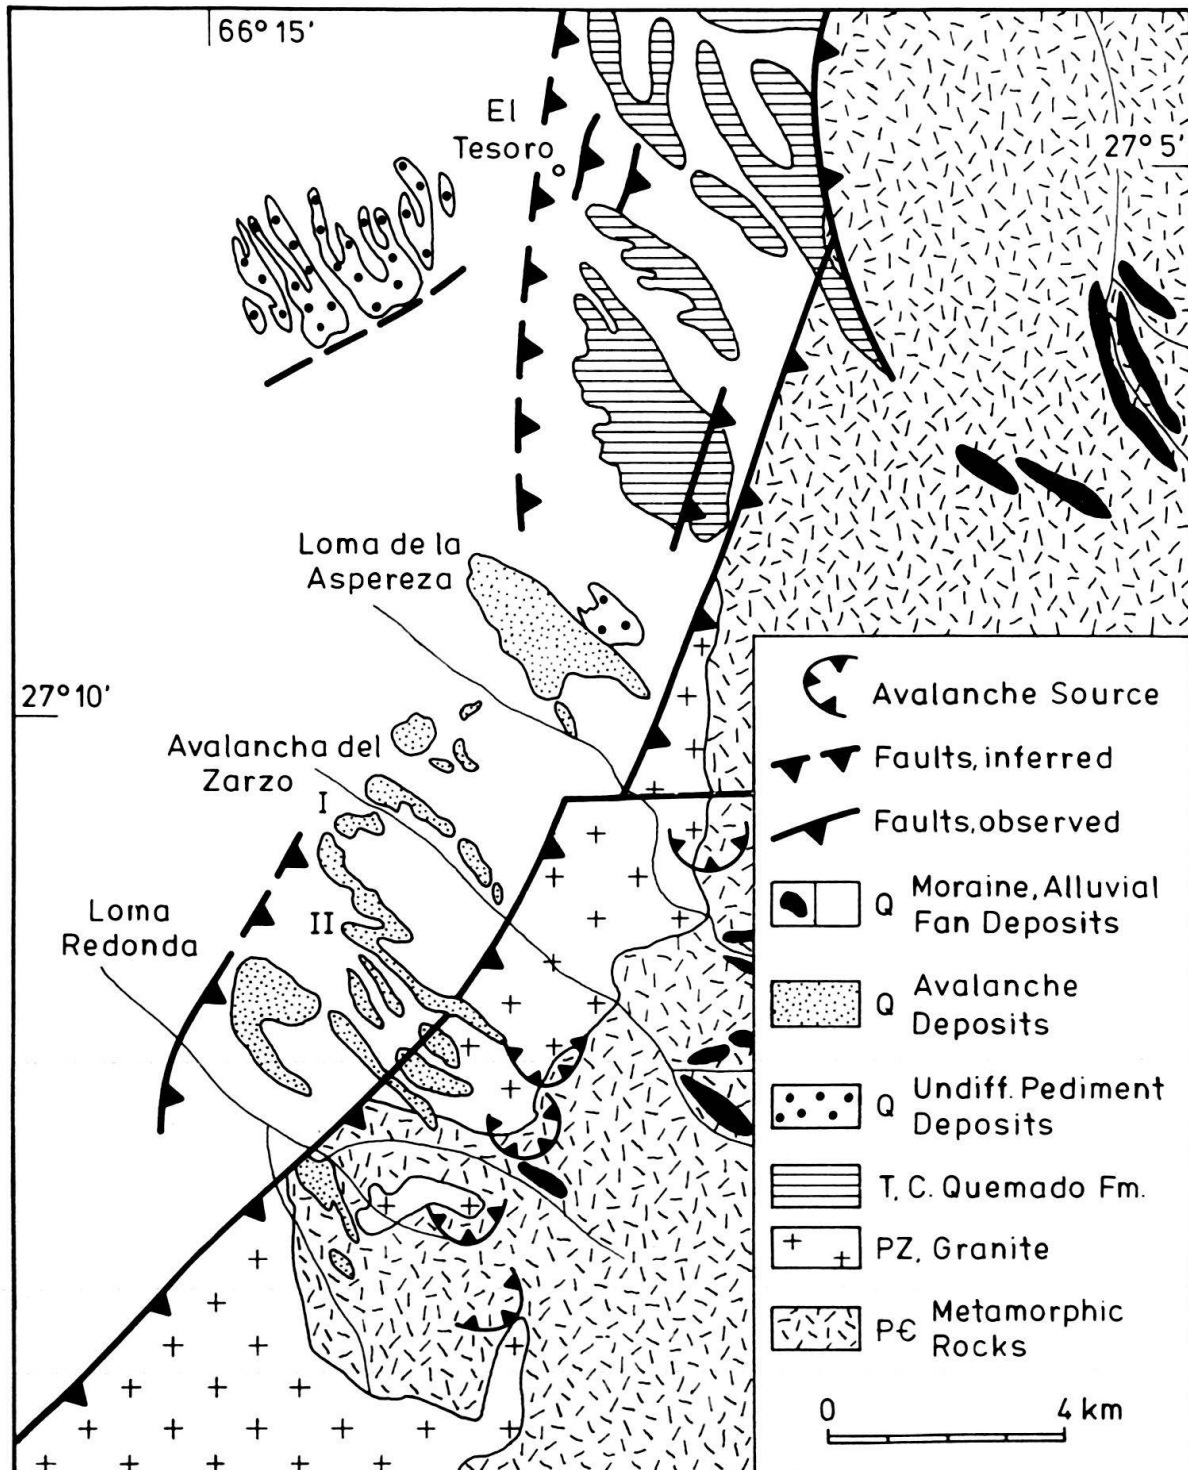 66° 15'
El
Tesoro
27° 5'
Loma de la
Aspereza
27° 10'
Avalancha del
Zarzo
I
II
Loma
Redonda
Avalanche Source
Faults, inferred
Faults, observed
Q Moraine, Alluvial
Fan Deposits
Q Avalanche
Deposits
Q Undiff. Pediment
Deposits
T, C. Quemado Fm.
PZ, Granite
PЄ Metamorphic
Rocks
0 4 km